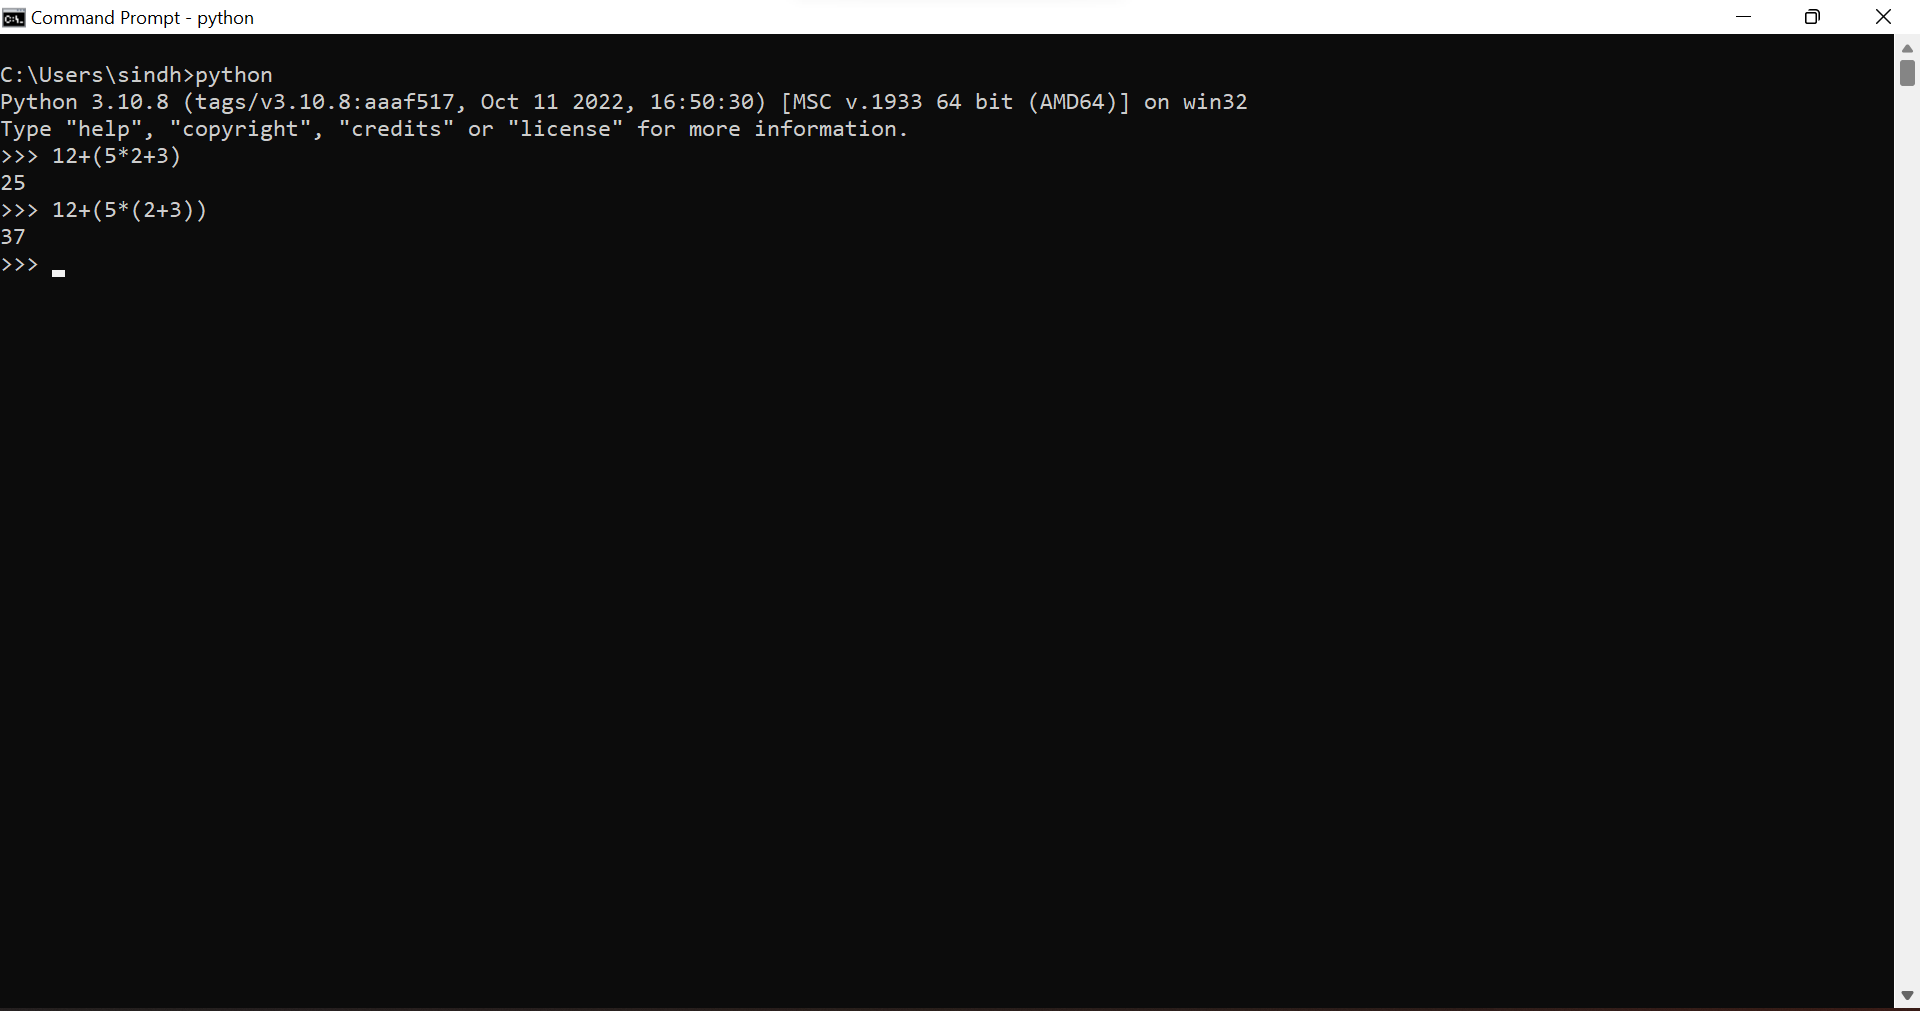 Command Prompt - python
C:\Users\sindh>python
Python 3.10.8 (tags/v3.10.8:aaaf517, Oct 11 2022, 16:50:30) [MSC v.1933 64 bit (AMD64)] on win32
Type "help", "copyright", "credits" or "license" for more information.
>>> 12+(5*2+3)
25
>>> 12+(5*(2+3))
37
>>>